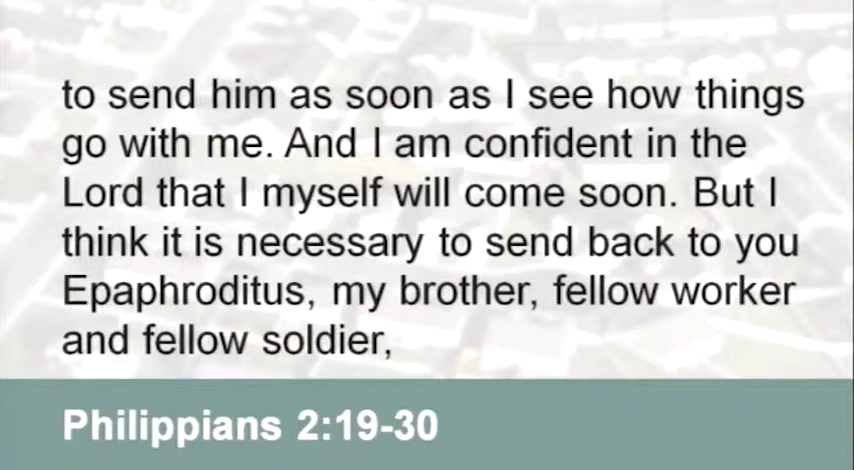 to send him as soon as I see how things
go with me. And I am confident in the
Lord that I myself will come soon. But I
think it is necessary to send back to you
Epaphroditus, my brother, fellow worker
and fellow soldier,
Philippians 2:19-30